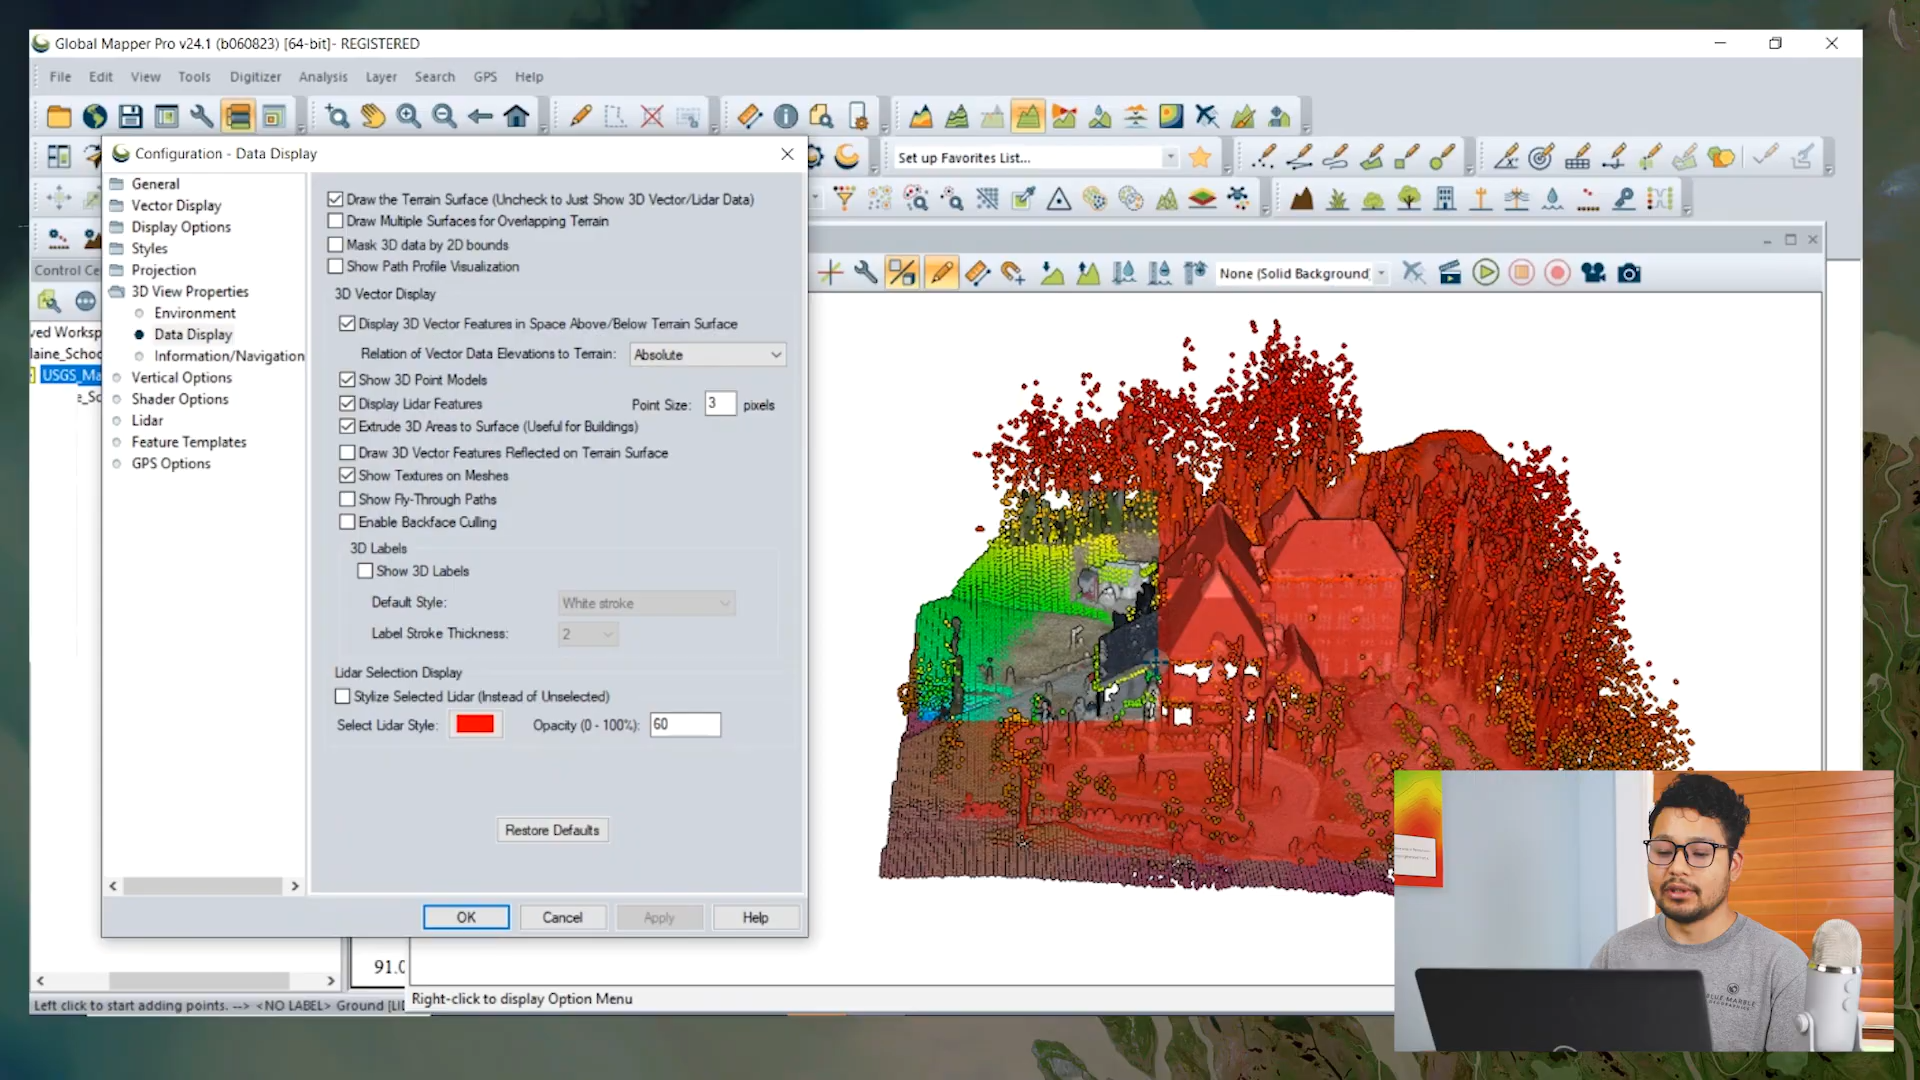 Global Mapper Pro v24.1 (b060823) [64-bit]- REGISTERED
File Edit View Tools Digitizer Analysis Layer Search GPS Help
Set up Favorites List...
Configuration - Data Display
General
Vector Display
Display Options
Styles
Projection
3D View Properties
Environment
Data Display
Information/Navigation
Vertical Options
Shader Options
Lidar
Feature Templates
GPS Options
Draw the Terrain Surface (Uncheck to Just Show 3D Vector/Lidar Data)
Draw Multiple Surfaces for Overlapping Terrain
Mask 3D data by 2D bounds
Show Path Profile Visualization
3D Vector Display
Display 3D Vector Features in Space Above/Below Terrain Surface
Relation of Vector Data Elevations to Terrain: Absolute
Show 3D Point Models
Display Lidar Features Point Size: 3 pixels
Extrude 3D Areas to Surface (Useful for Buildings)
Draw 3D Vector Features Reflected on Terrain Surface
Show Textures on Meshes
Show Fly-Through Paths
Enable Backface Culling
3D Labels
Show 3D Labels
Default Style: White stroke
Label Stroke Thickness: 2
Lidar Selection Display
Stylize Selected Lidar (Instead of Unselected)
Select Lidar Style: Opacity (0 - 100%): 60
Restore Defaults
OK Cancel Apply Help
Control Ce
ved Worksp
laine_Schoo
USGS_Ma
e_Sc
None (Solid Background)
91.0
Left click to start adding points. --> <NO LABEL> Ground [LID
Right-click to display Option Menu
BLUE MARBLE